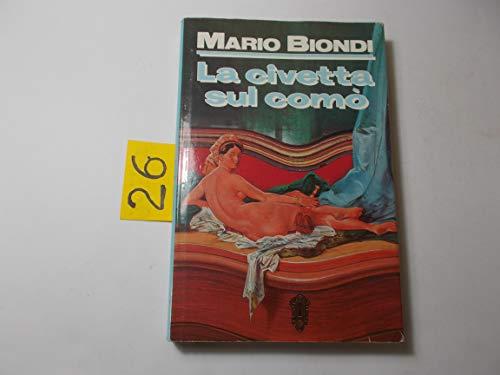 MARIO BIONDI
La civetta
sul comò
26